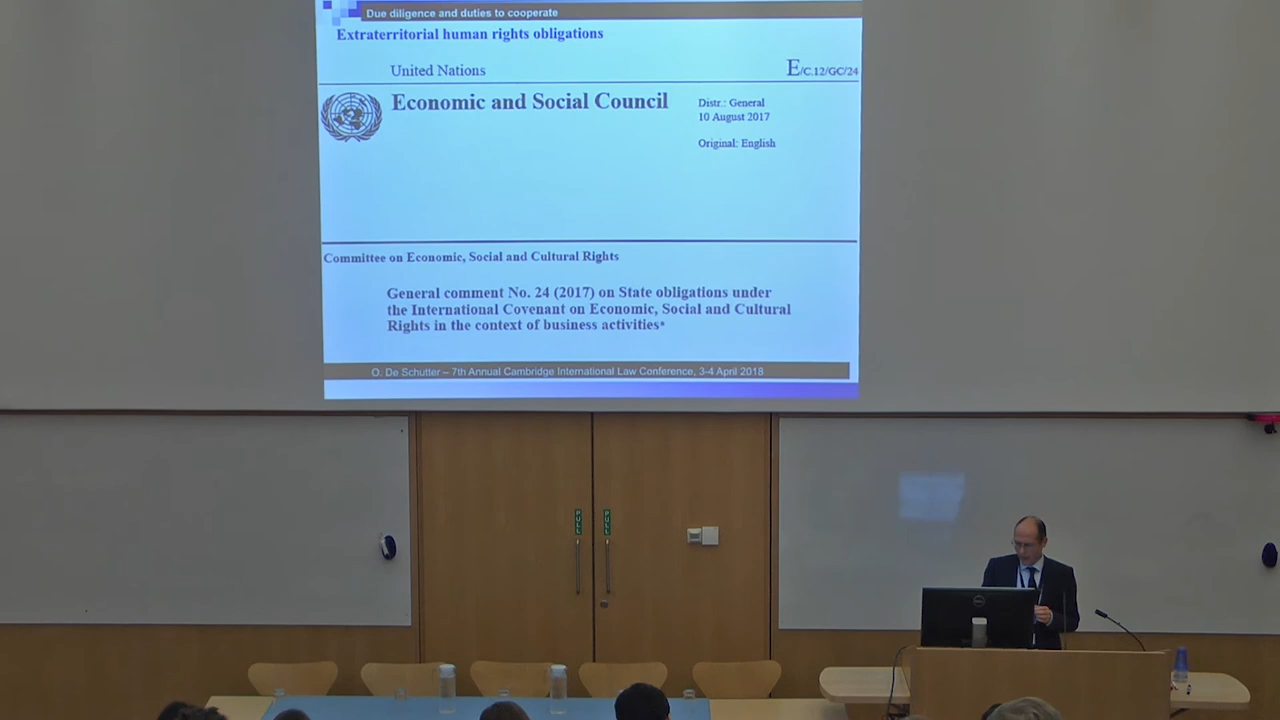 Due diligence and duties to cooperate
Extraterritorial human rights obligations
United Nations
E/C.12/GC/24
Economic and Social Council
Distr.: General
10 August 2017
Original: English
Committee on Economic, Social and Cultural Rights
General comment No. 24 (2017) on State obligations under
the International Covenant on Economic, Social and Cultural
Rights in the context of business activities*
O. De Schutter – 7th Annual Cambridge International Law Conference, 3-4 April 2018
PULL
PULL
DELL